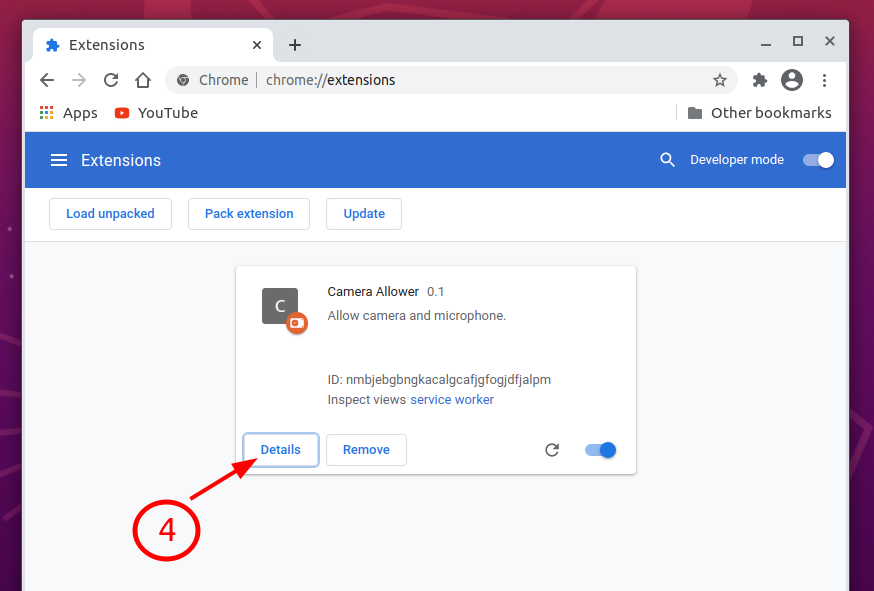 Extensions
Chrome | chrome://extensions
Apps YouTube Other bookmarks
Extensions Developer mode
Load unpacked Pack extension Update
C
Camera Allower 0.1
Allow camera and microphone.
ID: nmbjebgbngkacalgcafjgfogjdfjalpm
Inspect views service worker
Details Remove
4